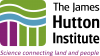 The James
Hutton
Institute
Science connecting land and people